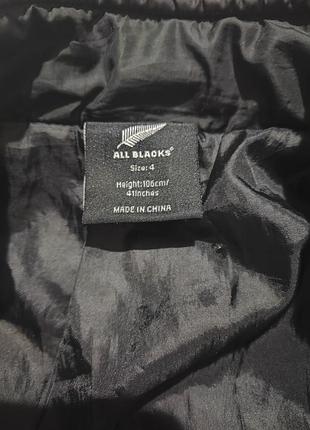 ALL BLACKS®
Size: 4
Height:106cm/
41inches
MADE IN CHINA